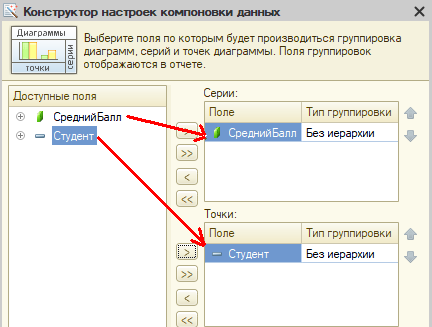 Конструктор настроек компоновки данных
Диаграммы
серии
точки
Выберите поля по которым будет производиться группировка
диаграмм, серий и точек диаграммы. Поля группировок
отображаются в отчете.
Доступные поля
СреднийБалл
Студент
Серии:
Поле Тип группировки
СреднийБалл Без иерархии
>
>>
<
<<
Точки:
Поле Тип группировки
Студент Без иерархии
>
>>
<
<<